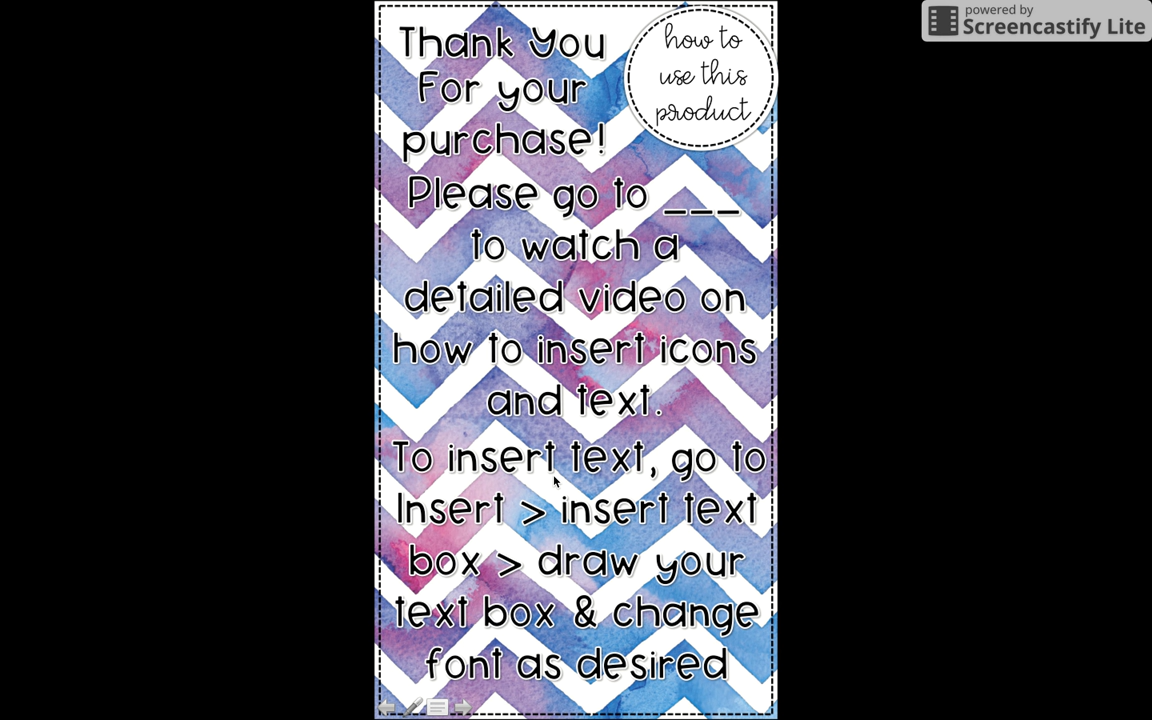 powered by
Screencastify Lite
how to
use this
product
Thank You
For your
purchase!
Please go to ___
to watch a
detailed video on
how to insert icons
and text.
To insert text, go to
Insert > insert text
box > draw your
text box & change
font as desired